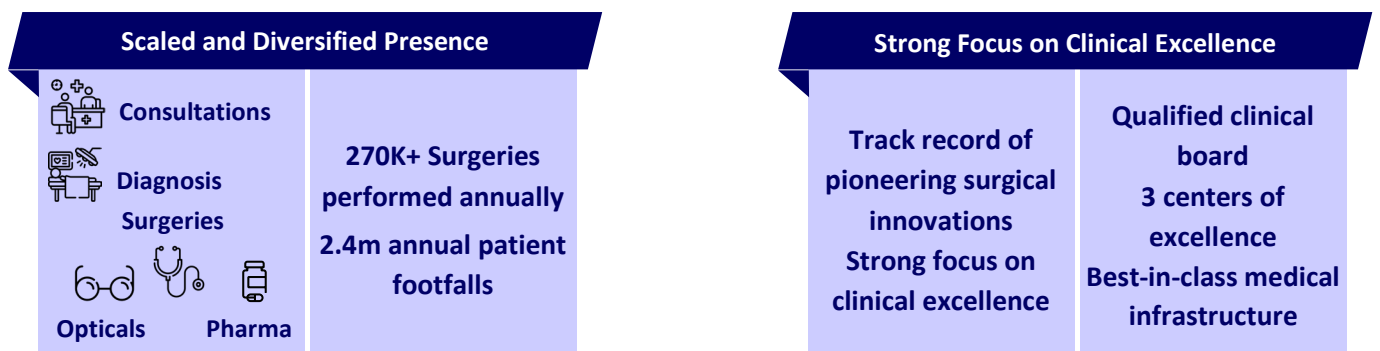 Scaled and Diversified Presence
Consultations
Diagnosis
Surgeries
Opticals
Pharma
270K+ Surgeries
performed annually
2.4m annual patient
footfalls
Strong Focus on Clinical Excellence
Track record of
pioneering surgical
innovations
Strong focus on
clinical excellence
Qualified clinical
board
3 centers of
excellence
Best-in-class medical
infrastructure